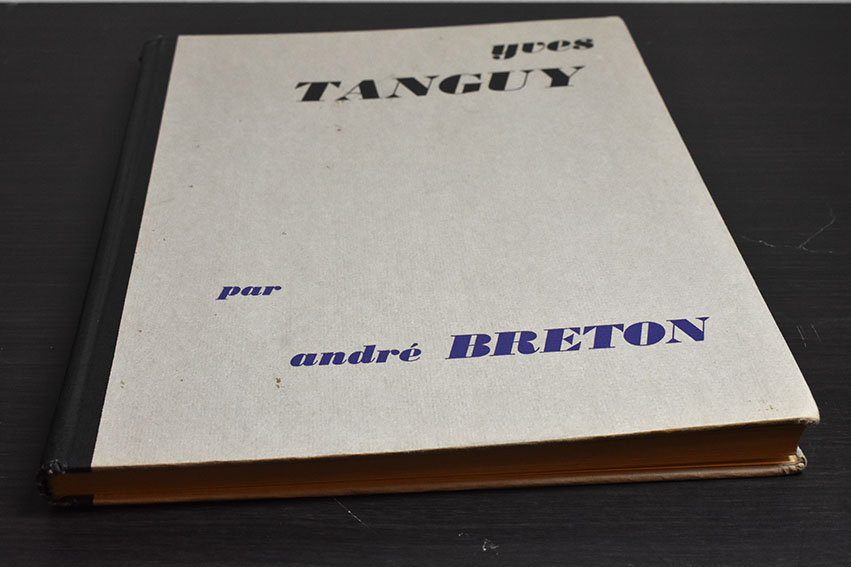 yves
TANGUY
par
andré BRETON